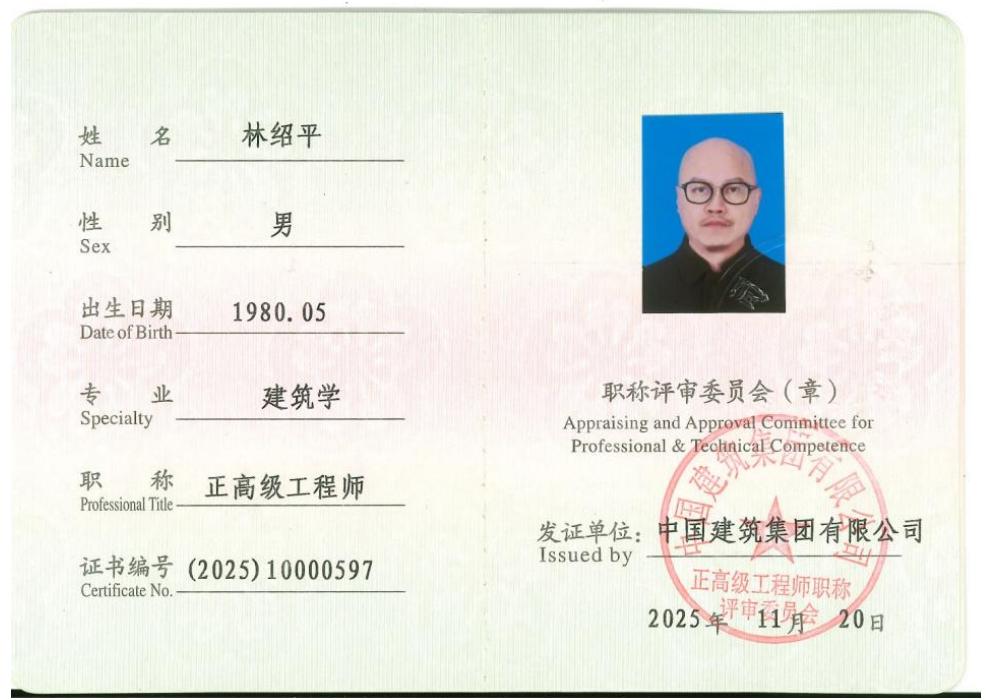 姓名 林绍平
Name
性别 男
Sex
出生日期 1980.05
Date of Birth
专业 建筑学
Specialty
职称 正高级工程师
Professional Title
证书编号 (2025)10000597
Certificate No.
职称评审委员会（章）
Appraising and Approval Committee for
Professional & Technical Competence
中国建筑集团有限公司
发证单位：中国建筑集团有限公司
Issued by
正高级工程师职称
评审委员会
2025年 11月 20日